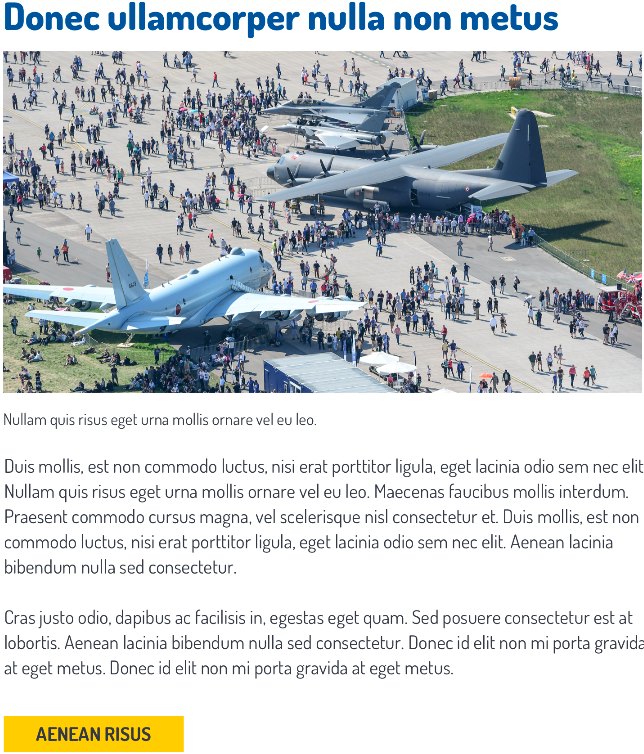 Donec ullamcorper nulla non metus
Nullam quis risus eget urna mollis ornare vel eu leo.
Duis mollis, est non commodo luctus, nisi erat porttitor ligula, eget lacinia odio sem nec elit
Nullam quis risus eget urna mollis ornare vel eu leo. Maecenas faucibus mollis interdum.
Praesent commodo cursus magna, vel scelerisque nisl consectetur et. Duis mollis, est non
commodo luctus, nisi erat porttitor ligula, eget lacinia odio sem nec elit. Aenean lacinia
bibendum nulla sed consectetur.
Cras justo odio, dapibus ac facilisis in, egestas eget quam. Sed posuere consectetur est at
lobortis. Aenean lacinia bibendum nulla sed consectetur. Donec id elit non mi porta gravida
at eget metus. Donec id elit non mi porta gravida at eget metus.
AENEAN RISUS